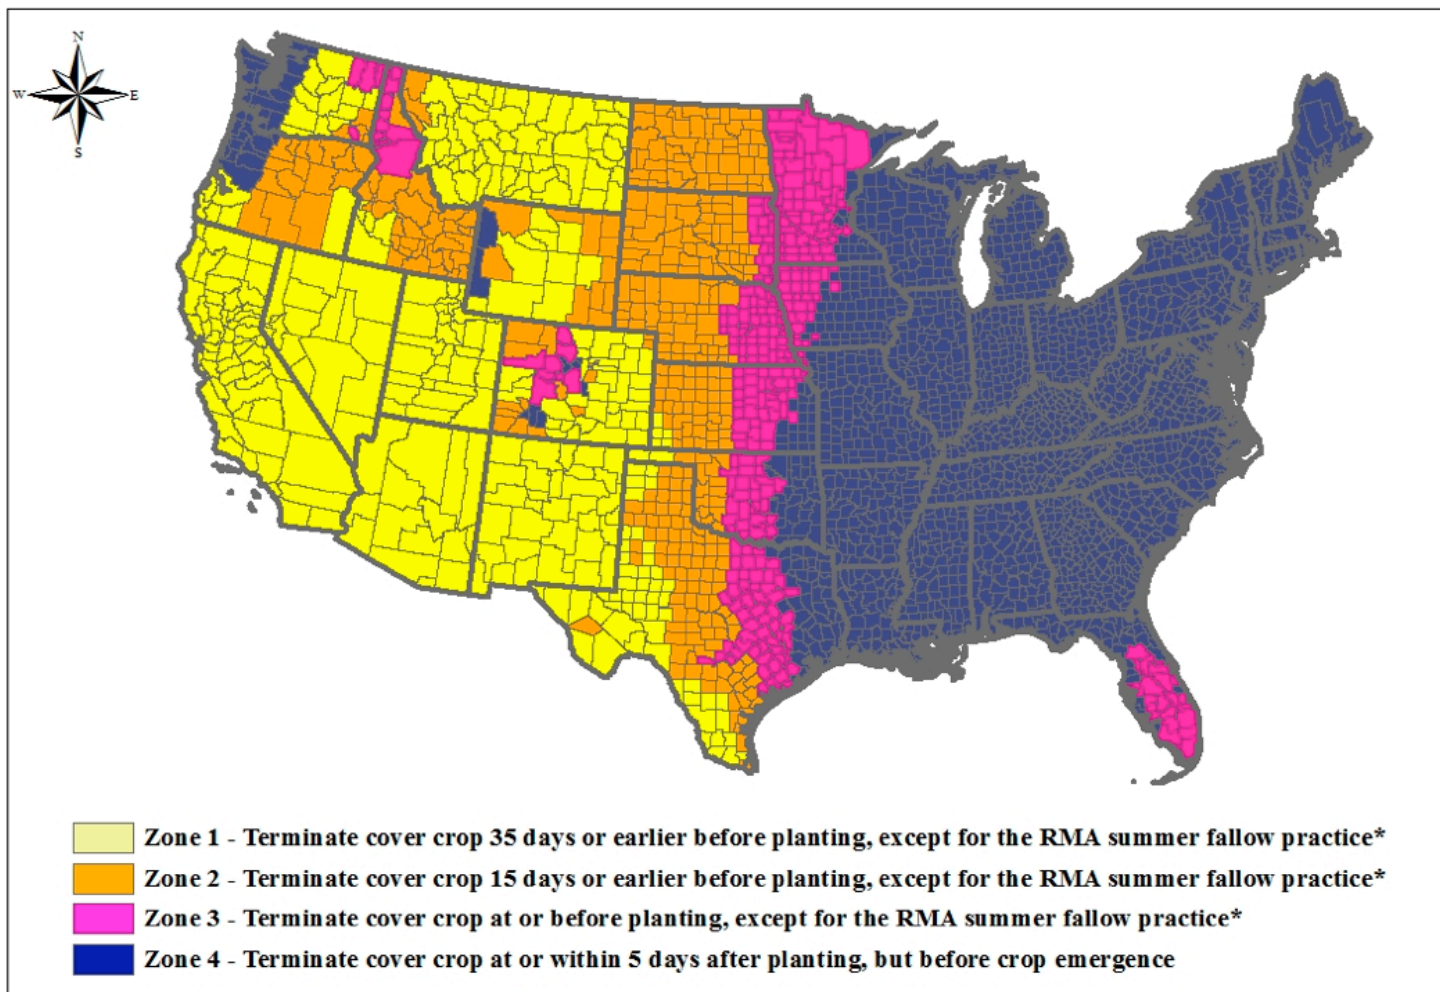 N
W E
S
Zone 1 - Terminate cover crop 35 days or earlier before planting, except for the RMA summer fallow practice*
Zone 2 - Terminate cover crop 15 days or earlier before planting, except for the RMA summer fallow practice*
Zone 3 - Terminate cover crop at or before planting, except for the RMA summer fallow practice*
Zone 4 - Terminate cover crop at or within 5 days after planting, but before crop emergence